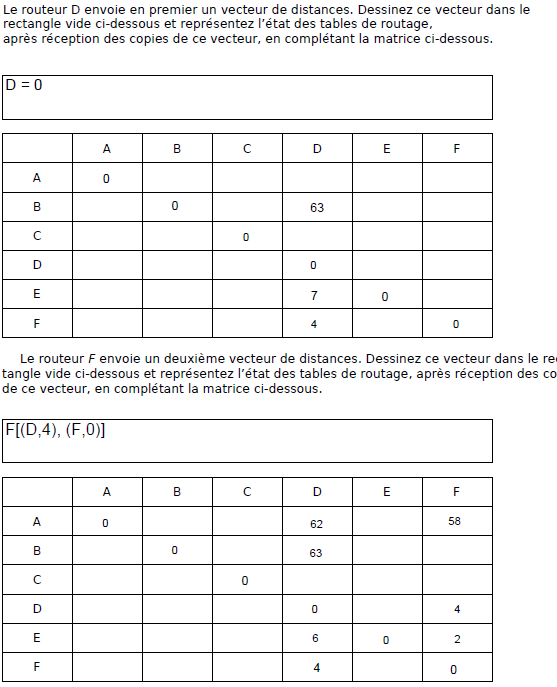 Le routeur D envoie en premier un vecteur de distances. Dessinez ce vecteur dans le
rectangle vide ci-dessous et représentez l’état des tables de routage,
après réception des copies de ce vecteur, en complétant la matrice ci-dessous.
D = 0
A B C D E F
A 0
B 0 63
C 0
D 0
E 7 0
F 4 0
Le routeur F envoie un deuxième vecteur de distances. Dessinez ce vecteur dans le rec
tangle vide ci-dessous et représentez l’état des tables de routage, après réception des co
de ce vecteur, en complétant la matrice ci-dessous.
F[(D,4), (F,0)]
A B C D E F
A 0 62 58
B 0 63
C 0
D 0 4
E 6 0 2
F 4 0